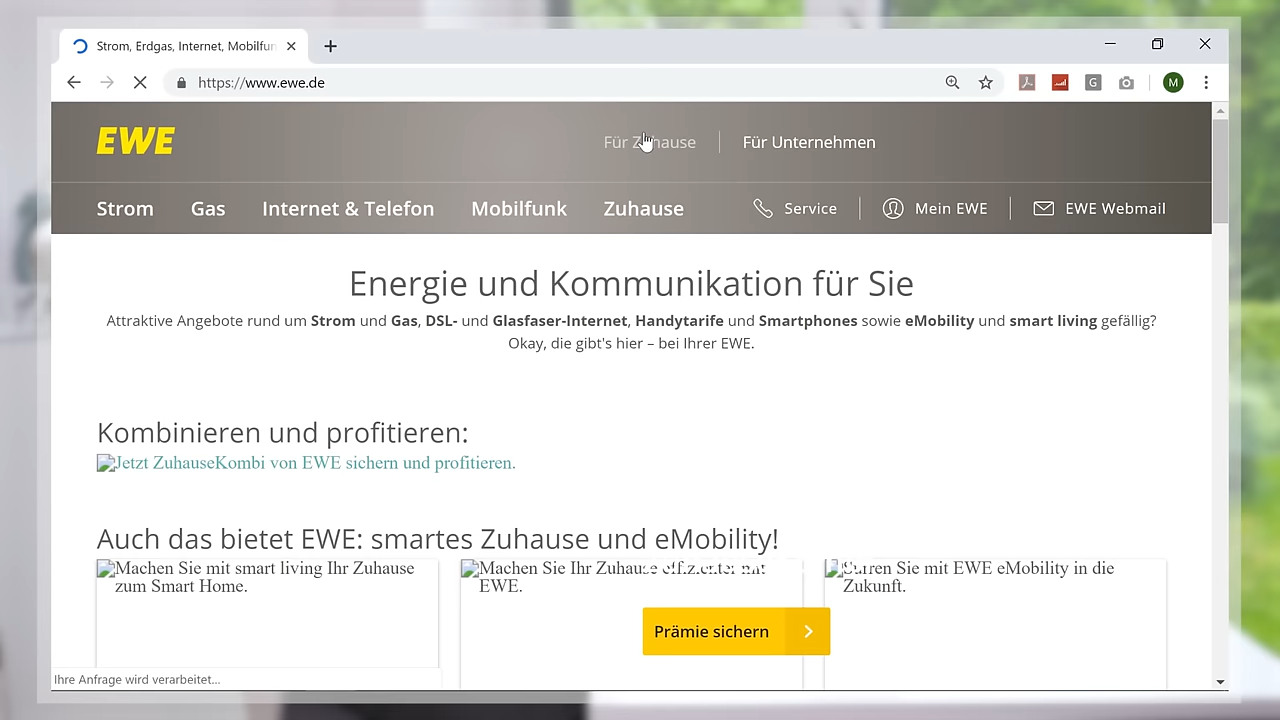 Strom, Erdgas, Internet, Mobilfun
https://www.ewe.de
G
M
EWE
Für Zuhause
Für Unternehmen
Strom
Gas
Internet & Telefon
Mobilfunk
Zuhause
Service
Mein EWE
EWE Webmail
Energie und Kommunikation für Sie
Attraktive Angebote rund um Strom und Gas, DSL- und Glasfaser-Internet, Handytarife und Smartphones sowie eMobility und smart living gefällig?
Okay, die gibt's hier – bei Ihrer EWE.
Kombinieren und profitieren:
Jetzt ZuhauseKombi von EWE sichern und profitieren.
Auch das bietet EWE: smartes Zuhause und eMobility!
Machen Sie mit smart living Ihr Zuhause
zum Smart Home.
Machen Sie Ihr Zuhause effizienter mit
EWE.
Surren Sie mit EWE eMobility in die
Zukunft.
Prämie sichern
Ihre Anfrage wird verarbeitet...